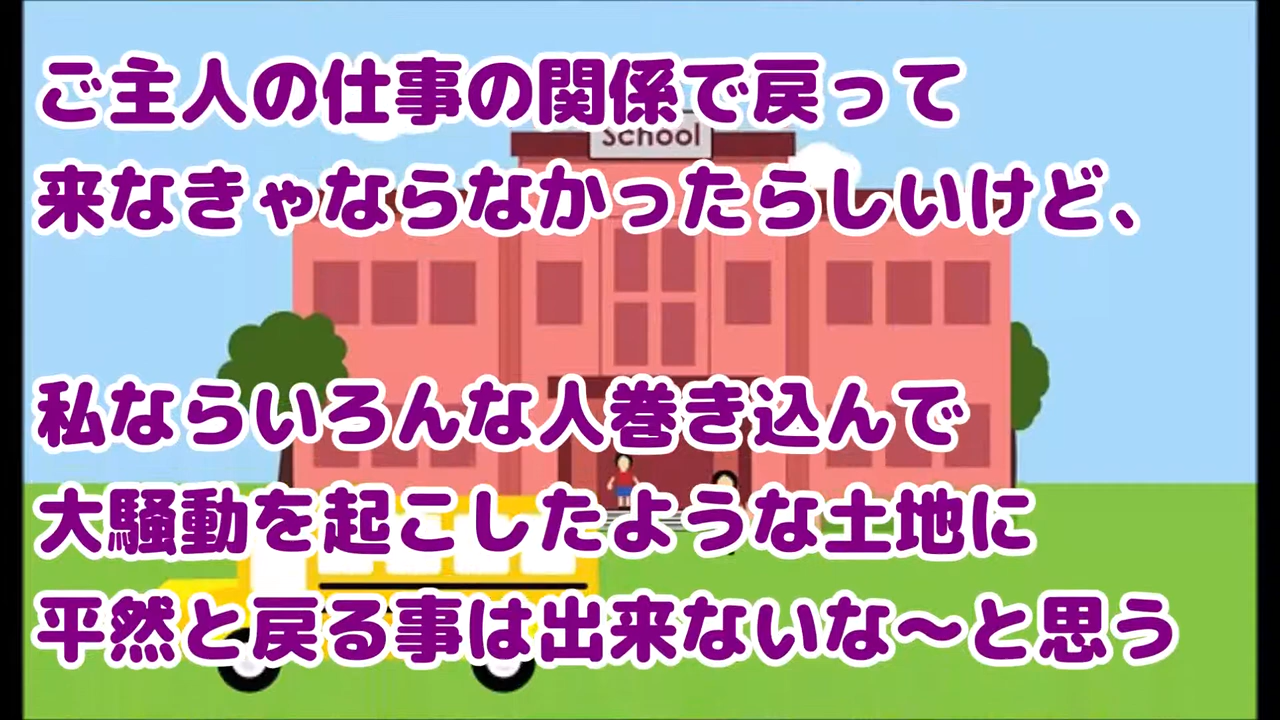 ご主人の仕事の関係で戻って
School
来なきゃならなかったらしいけど、
私ならいろんな人巻き込んで
大騒動を起こしたような土地に
平然と戻る事は出来ないな～と思う